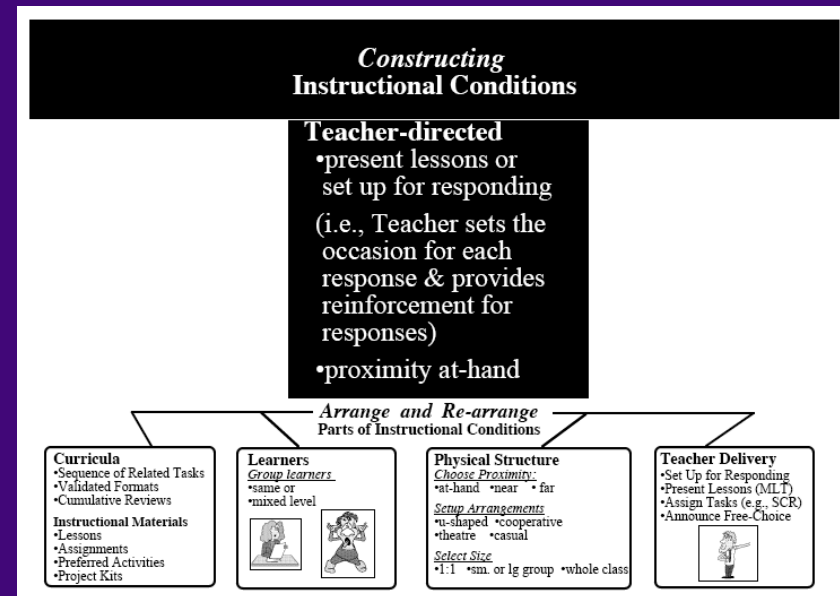 Constructing
Instructional Conditions
Teacher-directed
•present lessons or
set up for responding
(i.e., Teacher sets the
occasion for each
response & provides
reinforcement for
responses)
•proximity at-hand
Arrange and Re-arrange
Parts of Instructional Conditions
Curricula
•Sequence of Related Tasks
•Validated Formats
•Cumulative Reviews
Instructional Materials
•Lessons
•Assignments
•Preferred Activities
•Project Kits
Learners
Group learners
•same or
•mixed level
Physical Structure
Choose Proximity:
•at-hand •near • far
Setup Arrangements
•u-shaped •cooperative
•theatre •casual
Select Size
•1:1 •sm. or lg group •whole class
Teacher Delivery
•Set Up for Responding
•Present Lessons (MLT)
•Assign Tasks (e.g., SCR)
•Announce Free-Choice